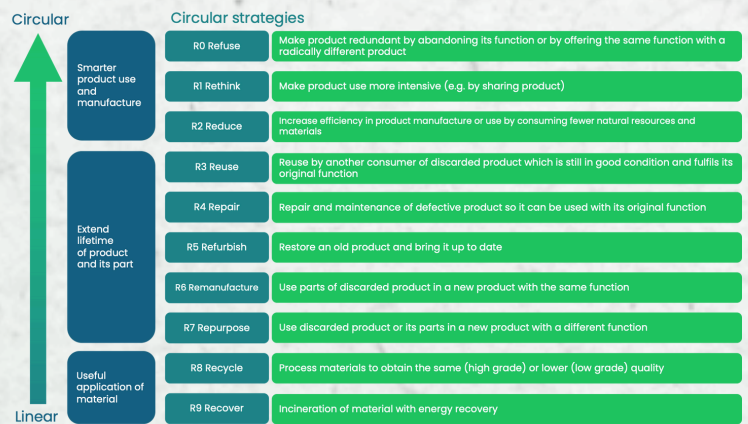 Circular
Circular strategies
Smarter
product use
and
manufacture
R0 Refuse
Make product redundant by abandoning its function or by offering the same function with a
radically different product
R1 Rethink
Make product use more intensive (e.g. by sharing product)
R2 Reduce
Increase efficiency in product manufacture or use by consuming fewer natural resources and
materials
Extend
lifetime
of product
and its part
R3 Reuse
Reuse by another consumer of discarded product which is still in good condition and fulfils its
original function
R4 Repair
Repair and maintenance of defective product so it can be used with its original function
R5 Refurbish
Restore an old product and bring it up to date
R6 Remanufacture
Use parts of discarded product in a new product with the same function
R7 Repurpose
Use discarded product or its parts in a new product with a different function
Useful
application of
material
R8 Recycle
Process materials to obtain the same (high grade) or lower (low grade) quality
R9 Recover
Incineration of material with energy recovery
Linear